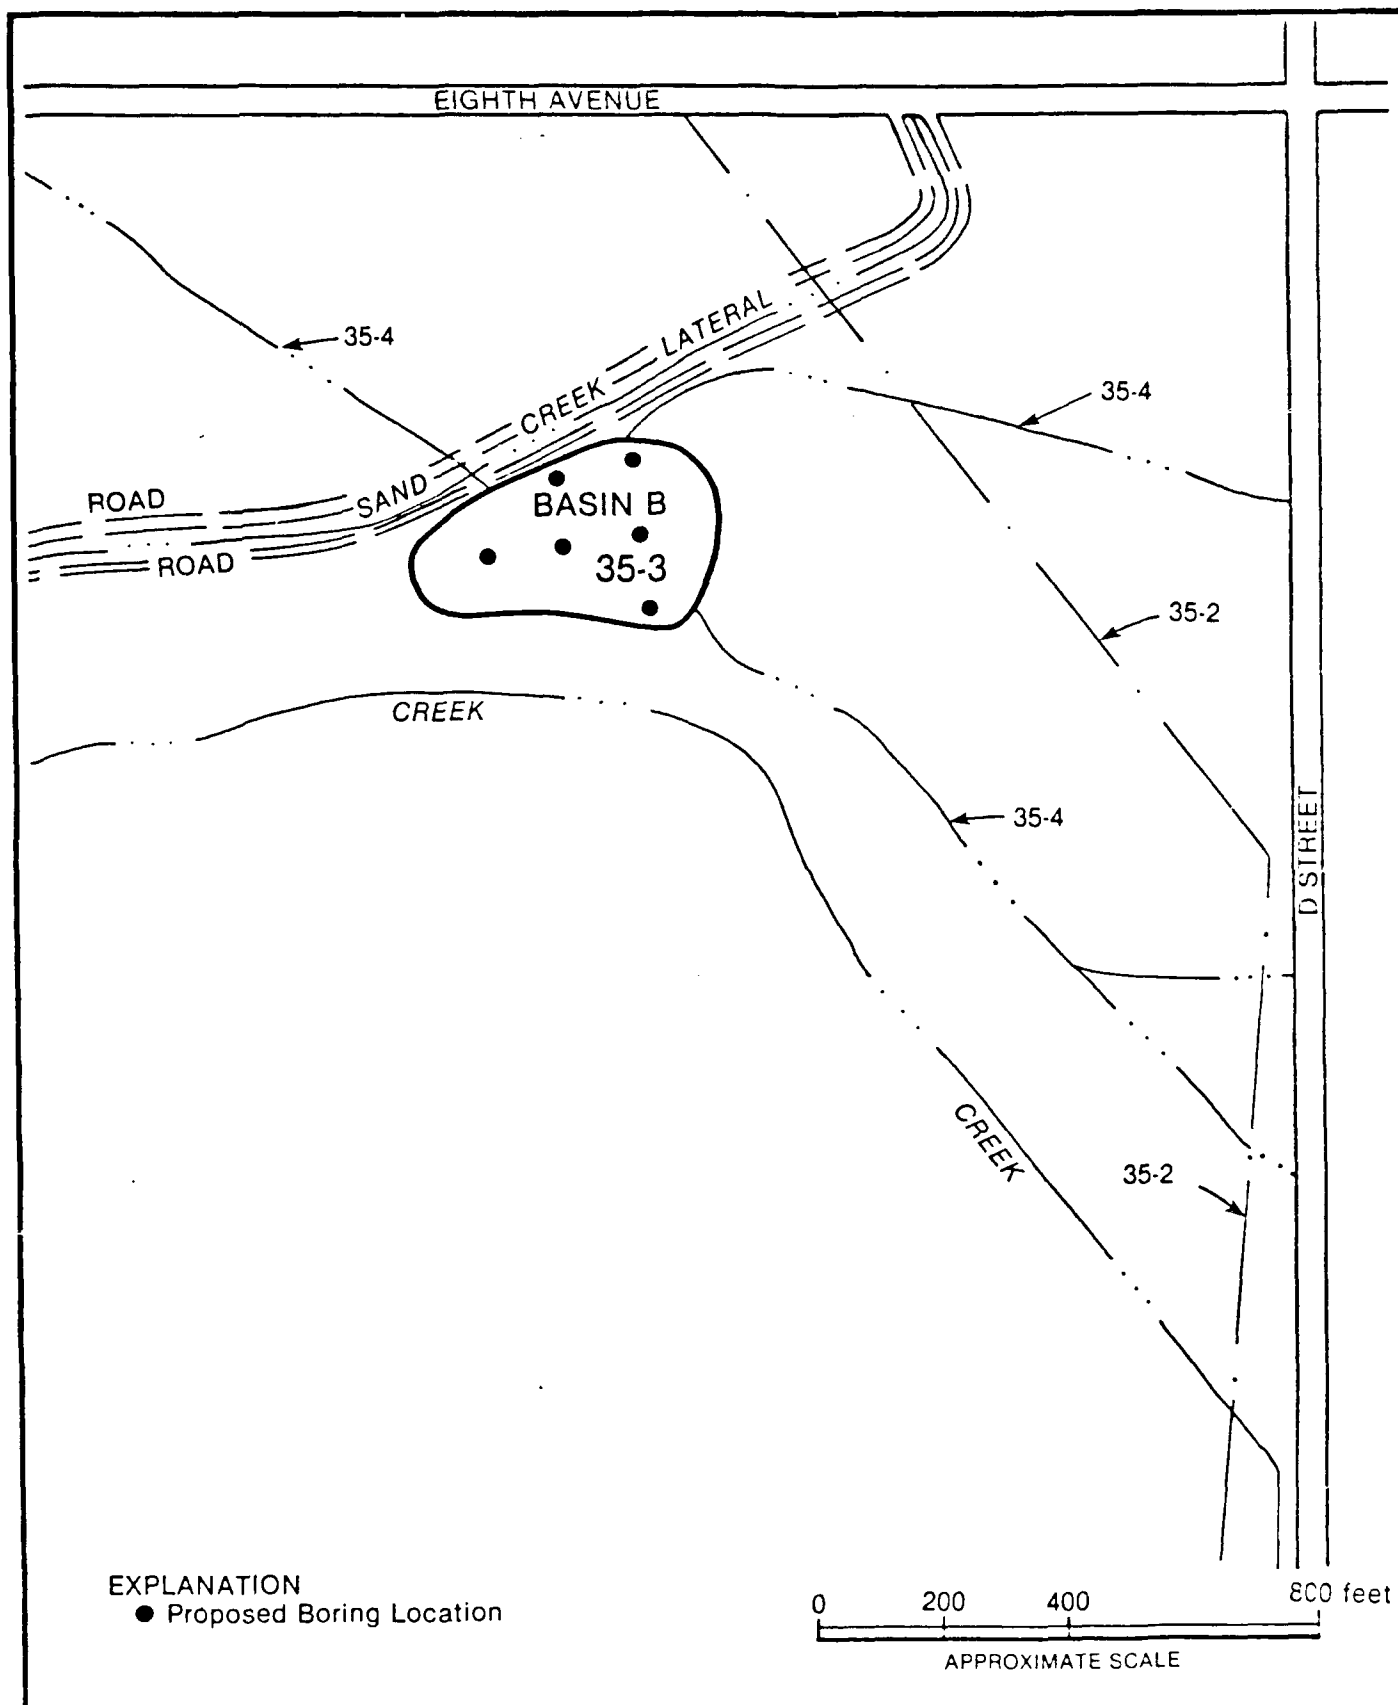 EIGHTH AVENUE
35-4
SAND CREEK LATERAL
35-4
ROAD
BASIN B
ROAD
35-3
35-2
CREEK
D STREET
35-4
CREEK
35-2
EXPLANATION
● Proposed Boring Location
0 200 400 800 feet
APPROXIMATE SCALE